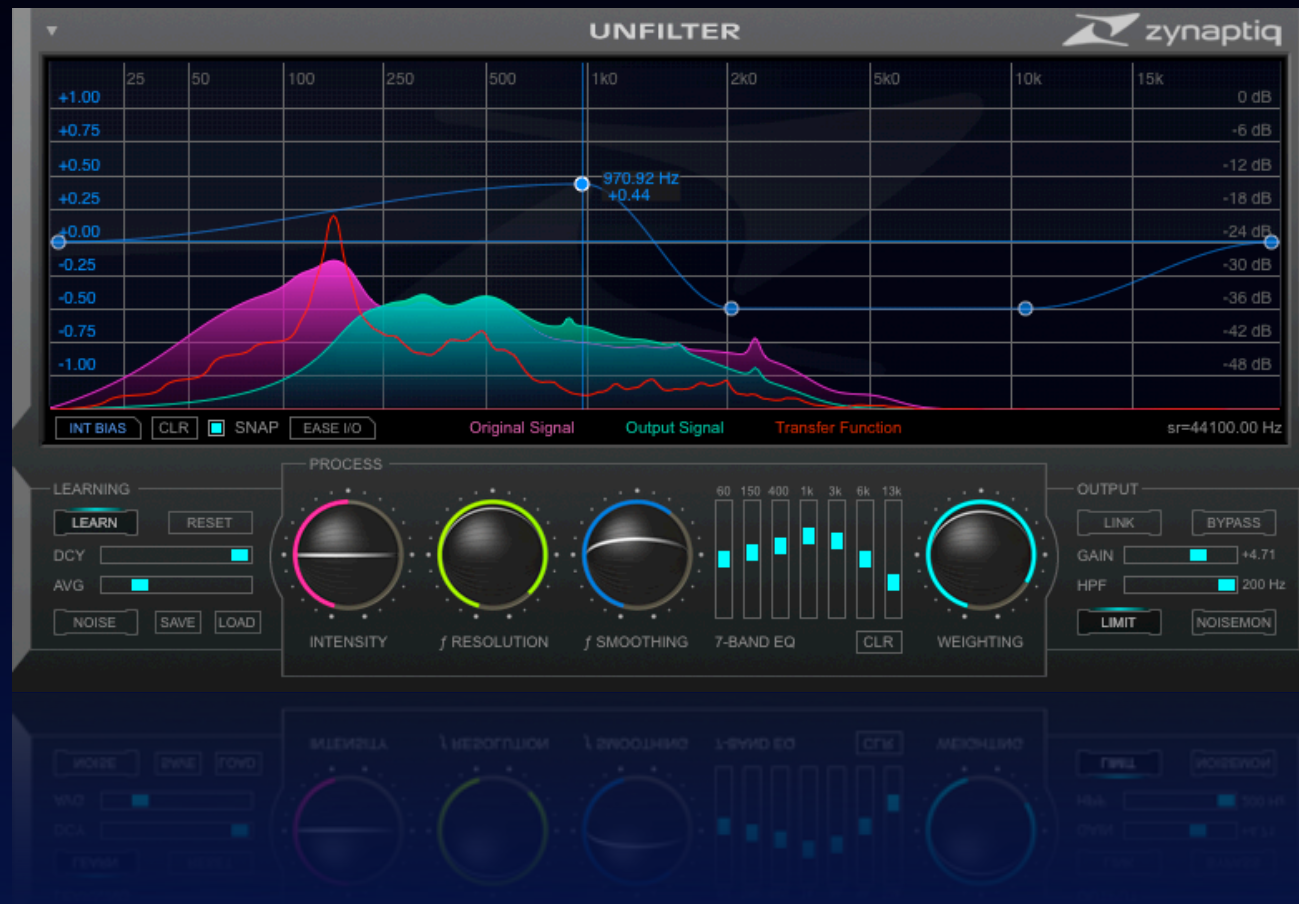 UNFILTER
zynaptiq
25 50 100 250 500 1k0 2k0 5k0 10k 15k
+1.00 0 dB
+0.75 -6 dB
+0.50 -12 dB
970.92 Hz
+0.25 +0.44 -18 dB
+0.00 -24 dB
-0.25 -30 dB
-0.50 -36 dB
-0.75 -42 dB
-1.00 -48 dB
INT BIAS CLR SNAP EASE I/O Original Signal Output Signal Transfer Function sr=44100.00 Hz
PROCESS
LEARNING
LEARN RESET
DCY
AVG
NOISE SAVE LOAD
INTENSITY
ƒ RESOLUTION
ƒ SMOOTHING
60 150 400 1k 3k 6k 13k
7-BAND EQ CLR
WEIGHTING
OUTPUT
LINK BYPASS
GAIN +4.71
HPF 200 Hz
LIMIT NOISEMON